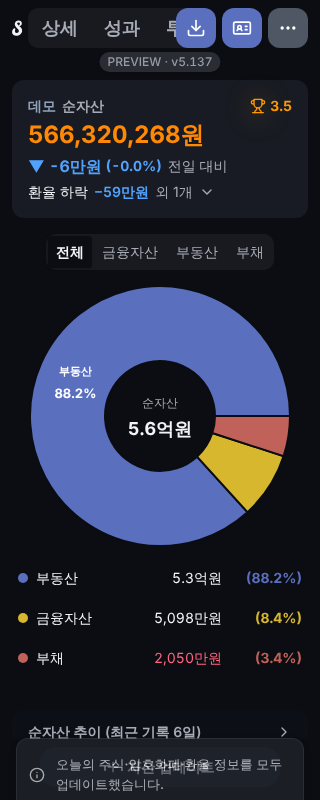 상세 성과
PREVIEW · v5.137
데모 순자산
3.5
566,320,268원
▼ -6만원 (-0.0%) 전일 대비
환율 하락 -59만원 외 1개
전체 금융자산 부동산 부채
부동산
88.2%
순자산
5.6억원
부동산 5.3억원 (88.2%)
금융자산 5,098만원 (8.4%)
부채 2,050만원 (3.4%)
순자산 추이 (최근 기록 6일)
오늘의 주식·암호화폐·환율 정보를 모두
업데이트했습니다.